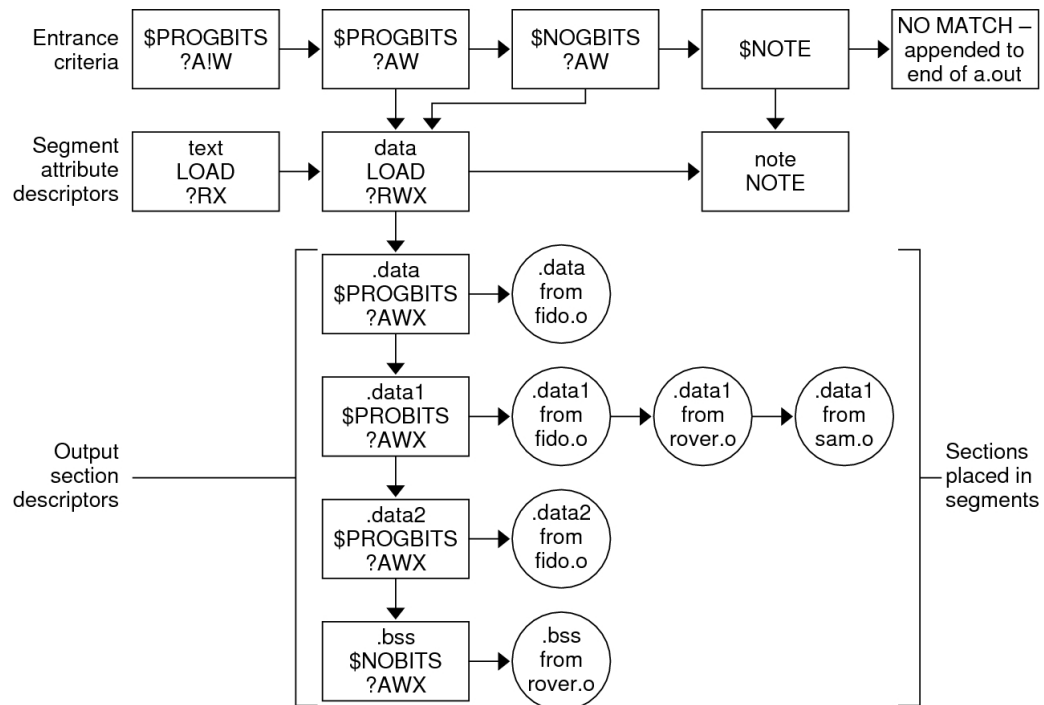 Entrance
criteria
$PROGBITS
?A!W
$PROGBITS
?AW
$NOGBITS
?AW
$NOTE
NO MATCH –
appended to
end of a.out
Segment
attribute
descriptors
text
LOAD
?RX
data
LOAD
?RWX
note
NOTE
.data
$PROGBITS
?AWX
.data
from
fido.o
.data1
$PROBITS
?AWX
.data1
from
fido.o
.data1
from
rover.o
.data1
from
sam.o
Output
section
descriptors
Sections
placed in
segments
.data2
$PROGBITS
?AWX
.data2
from
fido.o
.bss
$NOBITS
?AWX
.bss
from
rover.o